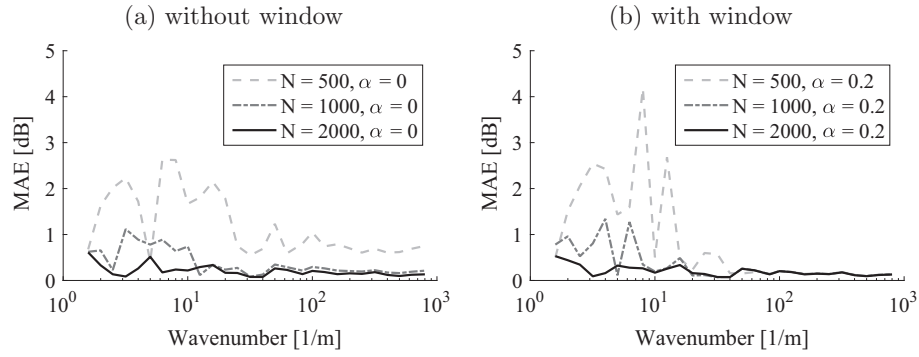 (a) without window
5
4
3
2
1
0
MAE [dB]
N = 500, α = 0
N = 1000, α = 0
N = 2000, α = 0
10^0
10^1
10^2
10^3
Wavenumber [1/m]
(b) with window
5
4
3
2
1
0
MAE [dB]
N = 500, α = 0.2
N = 1000, α = 0.2
N = 2000, α = 0.2
10^0
10^1
10^2
10^3
Wavenumber [1/m]